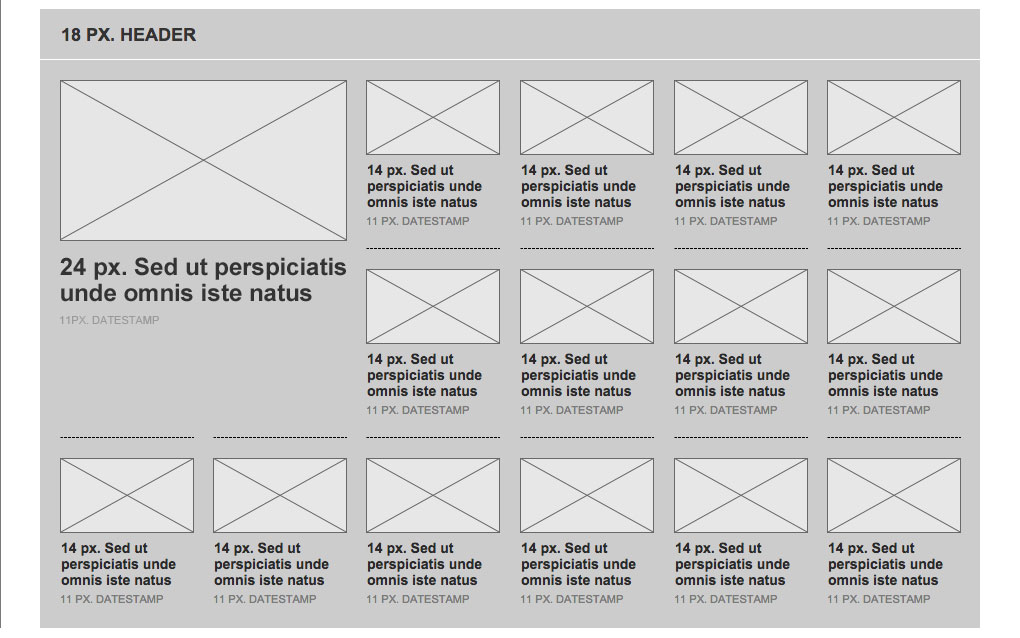 18 PX. HEADER
24 px. Sed ut perspiciatis
unde omnis iste natus
11PX. DATESTAMP
14 px. Sed ut
perspiciatis unde
omnis iste natus
11 PX. DATESTAMP
14 px. Sed ut
perspiciatis unde
omnis iste natus
11 PX. DATESTAMP
14 px. Sed ut
perspiciatis unde
omnis iste natus
11 PX. DATESTAMP
14 px. Sed ut
perspiciatis unde
omnis iste natus
11 PX. DATESTAMP
14 px. Sed ut
perspiciatis unde
omnis iste natus
11 PX. DATESTAMP
14 px. Sed ut
perspiciatis unde
omnis iste natus
11 PX. DATESTAMP
14 px. Sed ut
perspiciatis unde
omnis iste natus
11 PX. DATESTAMP
14 px. Sed ut
perspiciatis unde
omnis iste natus
11 PX. DATESTAMP
14 px. Sed ut
perspiciatis unde
omnis iste natus
11 PX. DATESTAMP
14 px. Sed ut
perspiciatis unde
omnis iste natus
11 PX. DATESTAMP
14 px. Sed ut
perspiciatis unde
omnis iste natus
11 PX. DATESTAMP
14 px. Sed ut
perspiciatis unde
omnis iste natus
11 PX. DATESTAMP
14 px. Sed ut
perspiciatis unde
omnis iste natus
11 PX. DATESTAMP
14 px. Sed ut
perspiciatis unde
omnis iste natus
11 PX. DATESTAMP